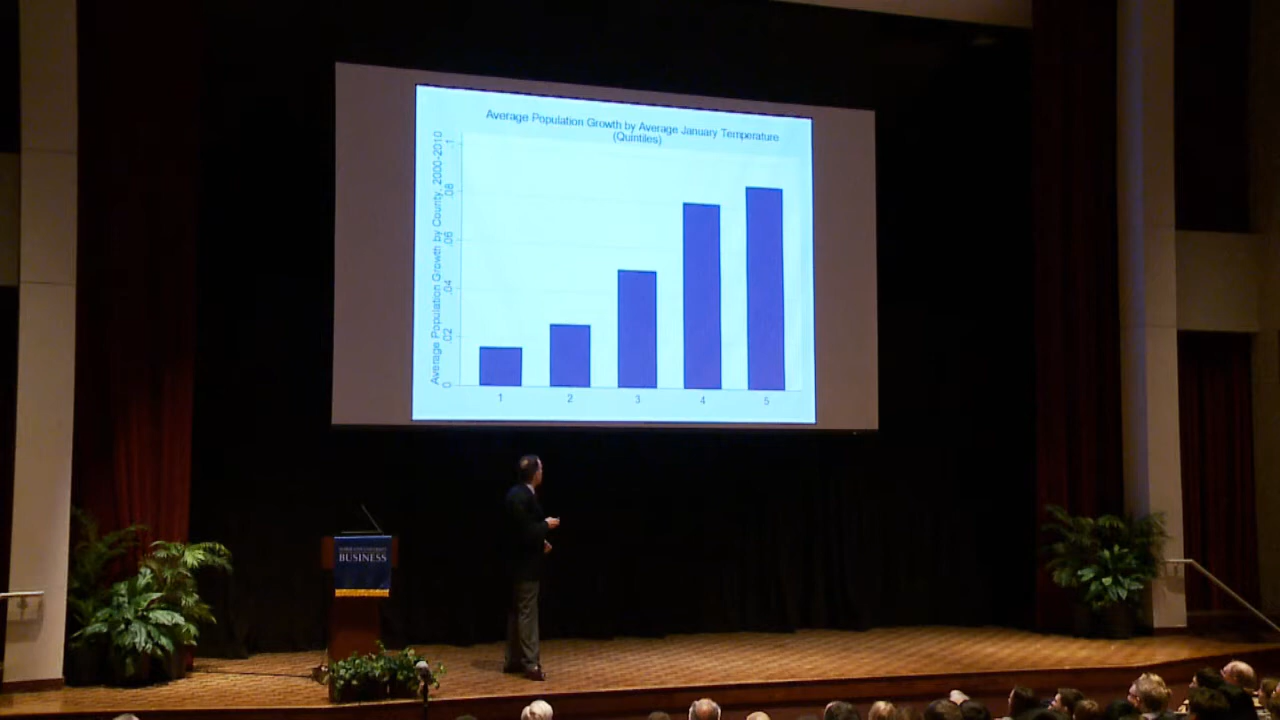 Average Population Growth by Average January Temperature
(Quintiles)
Average Population Growth by County, 2000-2010
.1
.08
.06
.04
.02
0
1 2 3 4 5
BUSINESS